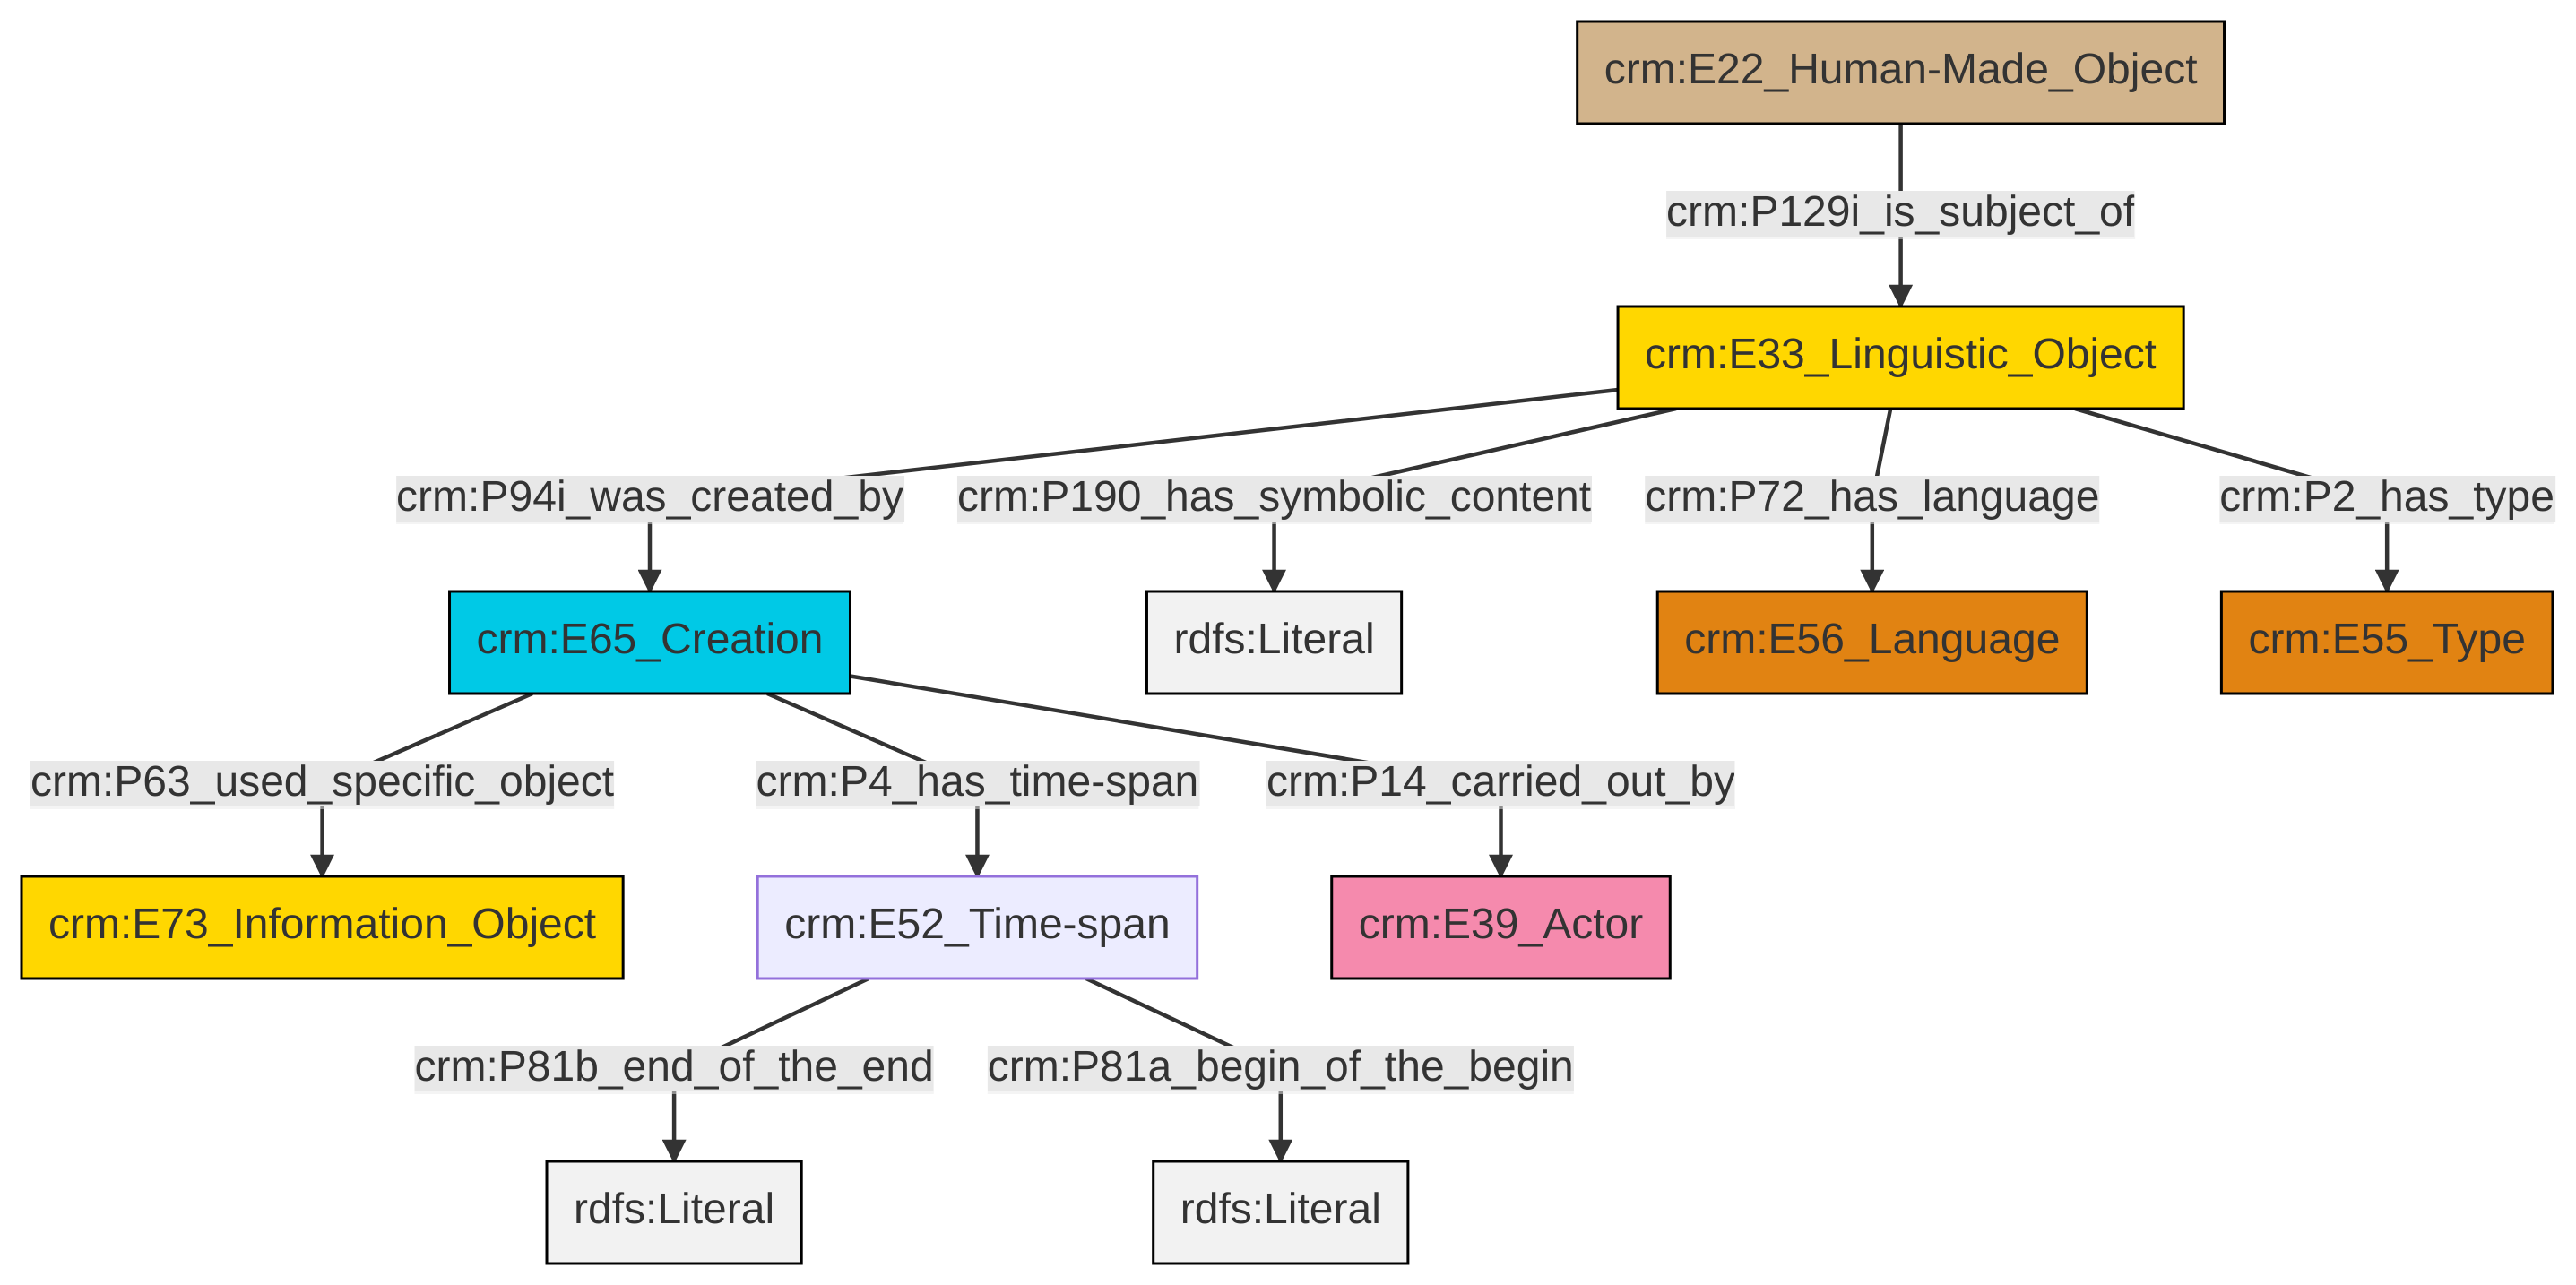 crm:E22_Human-Made_Object
crm:P129i_is_subject_of
crm:E33_Linguistic_Object
crm:P94i_was_created_by
crm:P190_has_symbolic_content
crm:P72_has_language
crm:P2_has_type
crm:E65_Creation
rdfs:Literal
crm:E56_Language
crm:E55_Type
crm:P63_used_specific_object
crm:P4_has_time-span
crm:P14_carried_out_by
crm:E73_Information_Object
crm:E52_Time-span
crm:E39_Actor
crm:P81b_end_of_the_end
crm:P81a_begin_of_the_begin
rdfs:Literal
rdfs:Literal